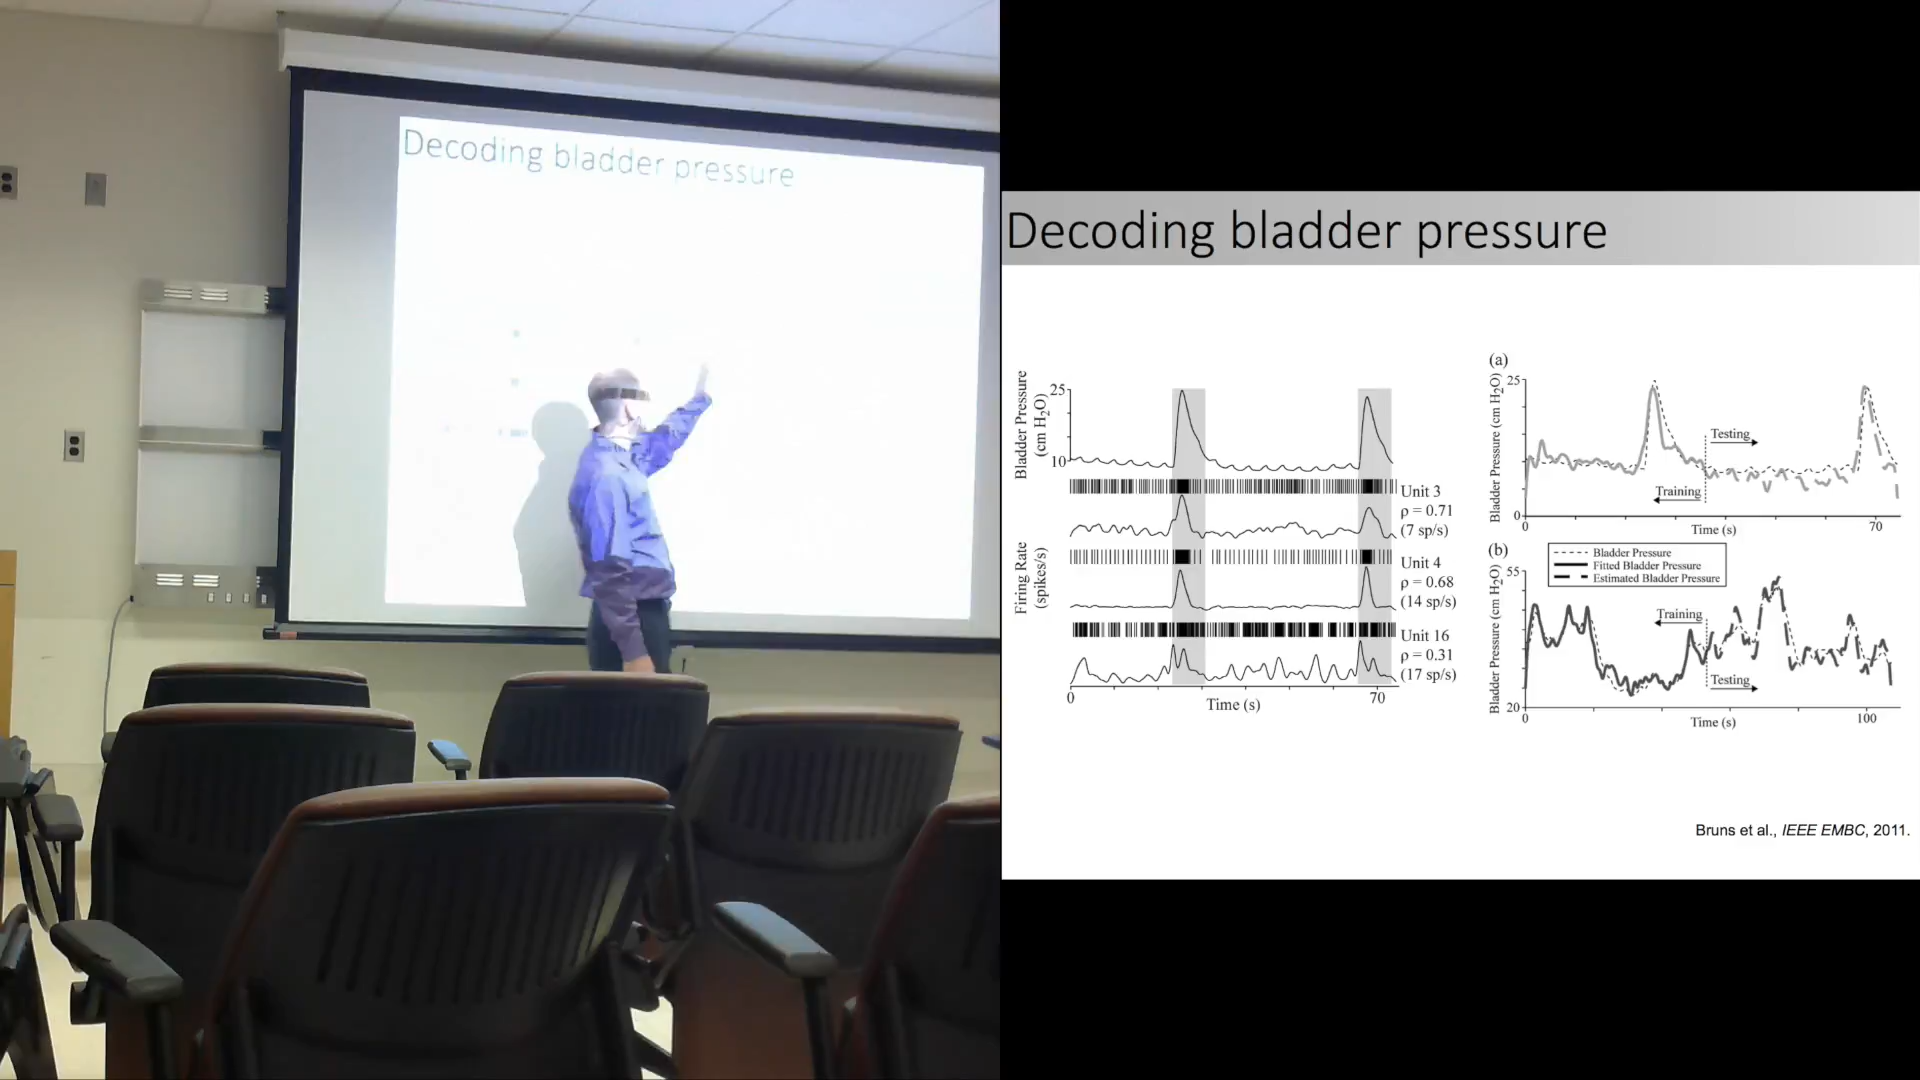 Decoding bladder pressure
Decoding bladder pressure
Bladder Pressure
(cm H2O)
25
10
Unit 3
ρ = 0.71
(7 sp/s)
Firing Rate
(spikes/s)
Unit 4
ρ = 0.68
(14 sp/s)
Unit 16
ρ = 0.31
(17 sp/s)
0
70
Time (s)
(a)
Bladder Pressure (cm H2O)
25
0
Testing
Training
0
70
Time (s)
(b)
Bladder Pressure
Fitted Bladder Pressure
Estimated Bladder Pressure
Bladder Pressure (cm H2O)
55
20
Training
Testing
0
100
Time (s)
Bruns et al., IEEE EMBC, 2011.